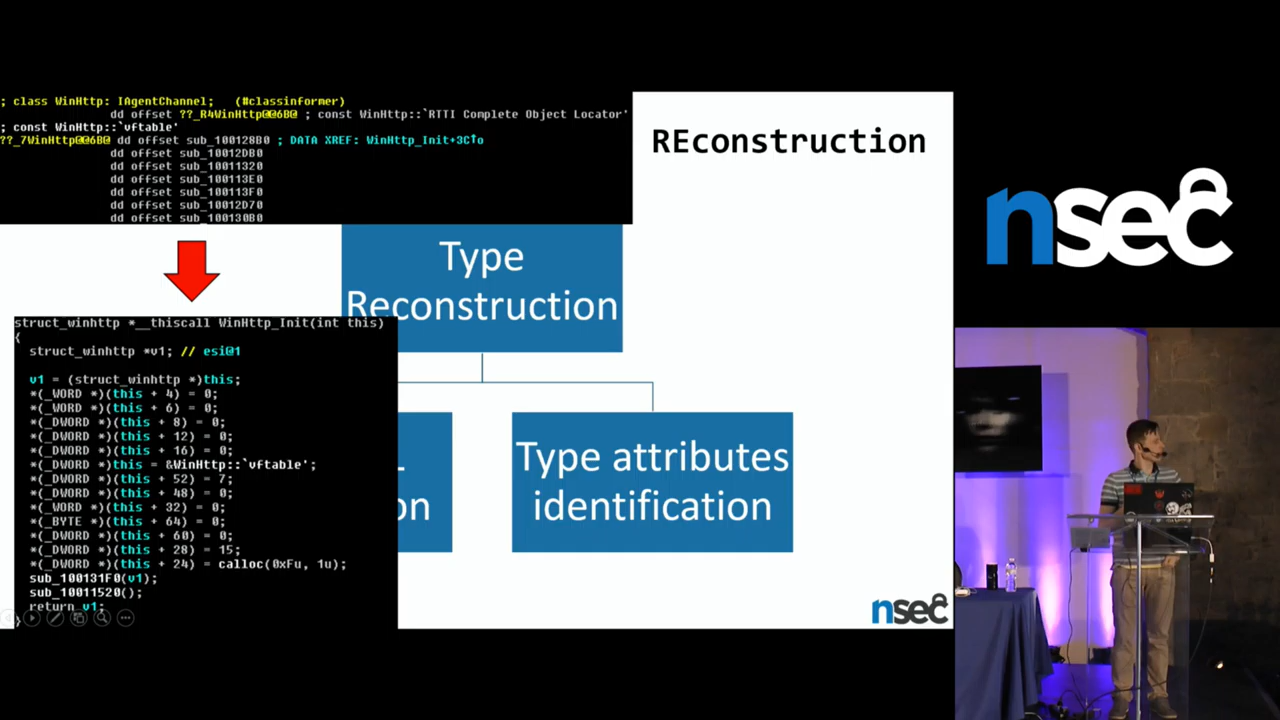 ; class WinHttp: IAgentChannel;   (#classinformer)
dd offset ??_R4WinHttp@@6B@ ; const WinHttp::`RTTI Complete Object Locator'
; const WinHttp::`vftable'
??_7WinHttp@@6B@ dd offset sub_100128B0 ; DATA XREF: WinHttp_Init+3C↑o
dd offset sub_10012DB0
dd offset sub_10011320
dd offset sub_100113E0
dd offset sub_100113F0
dd offset sub_10012D70
dd offset sub_100130B0
REconstruction
Type
Reconstruction
Type attributes
identification
on
struct_winhttp *__thiscall WinHttp_Init(int this)
{
struct_winhttp *v1; // esi@1
v1 = (struct_winhttp *)this;
*(_WORD *)(this + 4) = 0;
*(_WORD *)(this + 6) = 0;
*(_DWORD *)(this + 8) = 0;
*(_DWORD *)(this + 12) = 0;
*(_DWORD *)(this + 16) = 0;
*(_DWORD *)this = &WinHttp::`vftable';
*(_DWORD *)(this + 52) = 7;
*(_DWORD *)(this + 48) = 0;
*(_WORD *)(this + 32) = 0;
*(_BYTE *)(this + 64) = 0;
*(_DWORD *)(this + 60) = 0;
*(_DWORD *)(this + 28) = 15;
*(_DWORD *)(this + 24) = calloc(0xFu, 1u);
sub_100131F0(v1);
sub_10011520();
return v1;
}
nsec
nsec